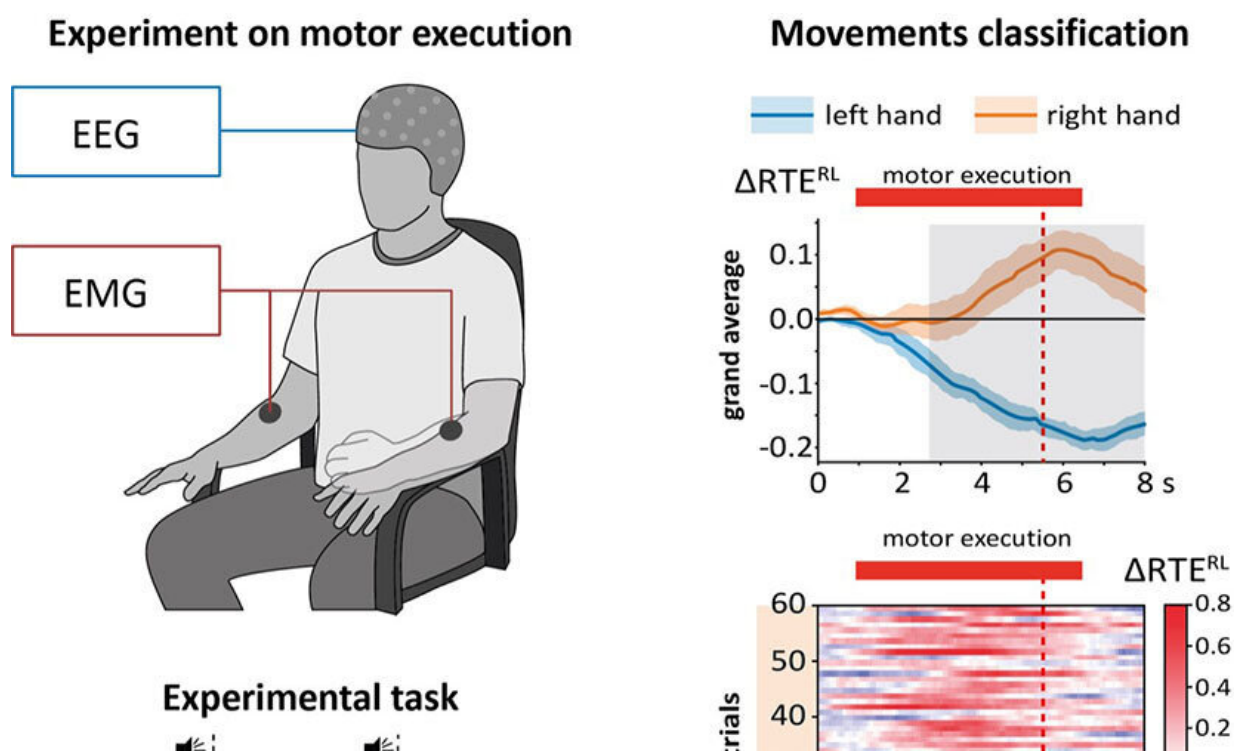 Experiment on motor execution
EEG
EMG
Experimental task
Movements classification
left hand right hand
ΔRTE^RL
motor execution
grand average
0.1
0.0
-0.1
-0.2
0 2 4 6 8 s
motor execution
ΔRTE^RL
60
50
40
0.8
0.6
0.4
0.2